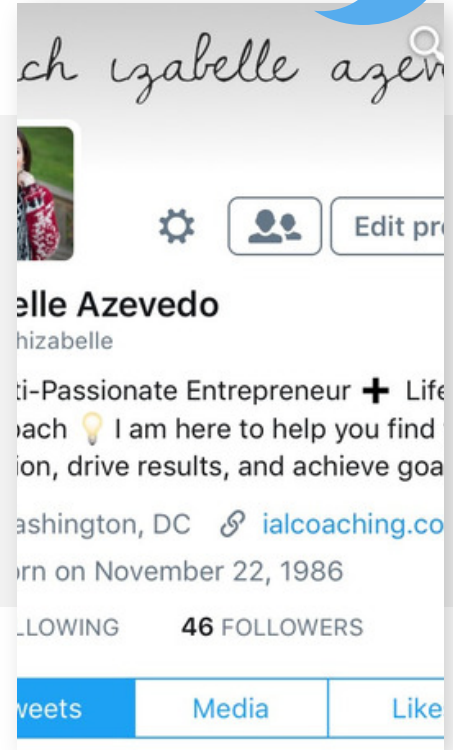 ch izabelle azev
Edit pr
elle Azevedo
hizabelle
ti-Passionate Entrepreneur ➕ Life
oach 💡 I am here to help you find
ion, drive results, and achieve goa
ashington, DC ialcoaching.co
orn on November 22, 1986
LLOWING 46 FOLLOWERS
weets Media Like